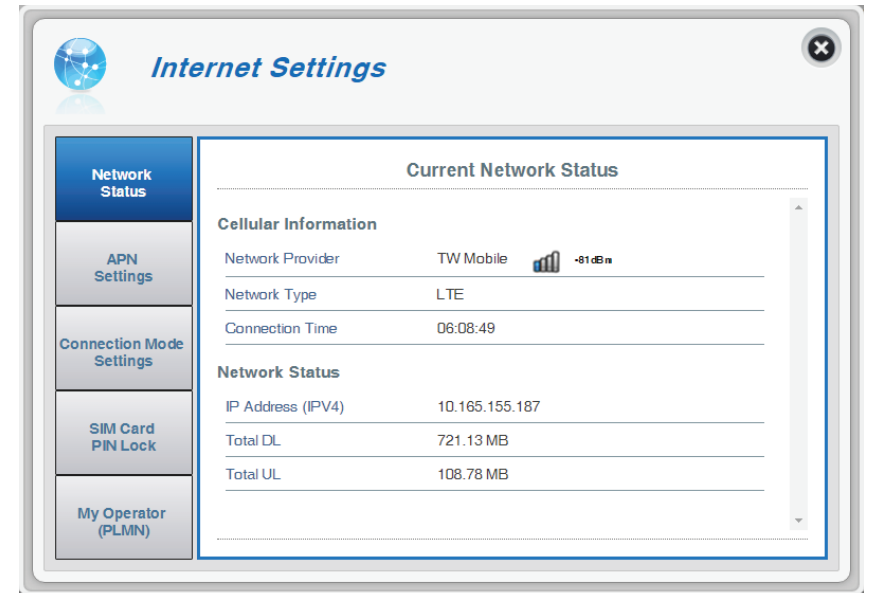 Internet Settings
Network
Status
APN
Settings
Connection Mode
Settings
SIM Card
PIN Lock
My Operator
(PLMN)
Current Network Status
Cellular Information
Network Provider TW Mobile -81 dBm
Network Type LTE
Connection Time 06:08:49
Network Status
IP Address (IPV4) 10.165.155.187
Total DL 721.13 MB
Total UL 108.78 MB